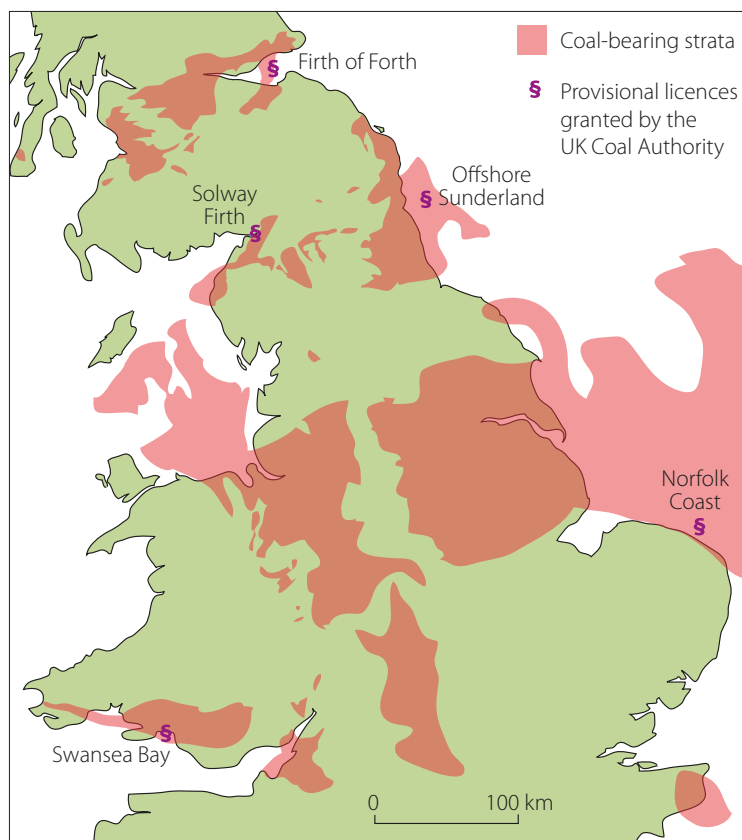 Coal-bearing strata
§ Provisional licences
granted by the
UK Coal Authority
Firth of Forth
§
Offshore
§ Sunderland
Solway
Firth
§
Norfolk
Coast
§
§
Swansea Bay
0 100 km